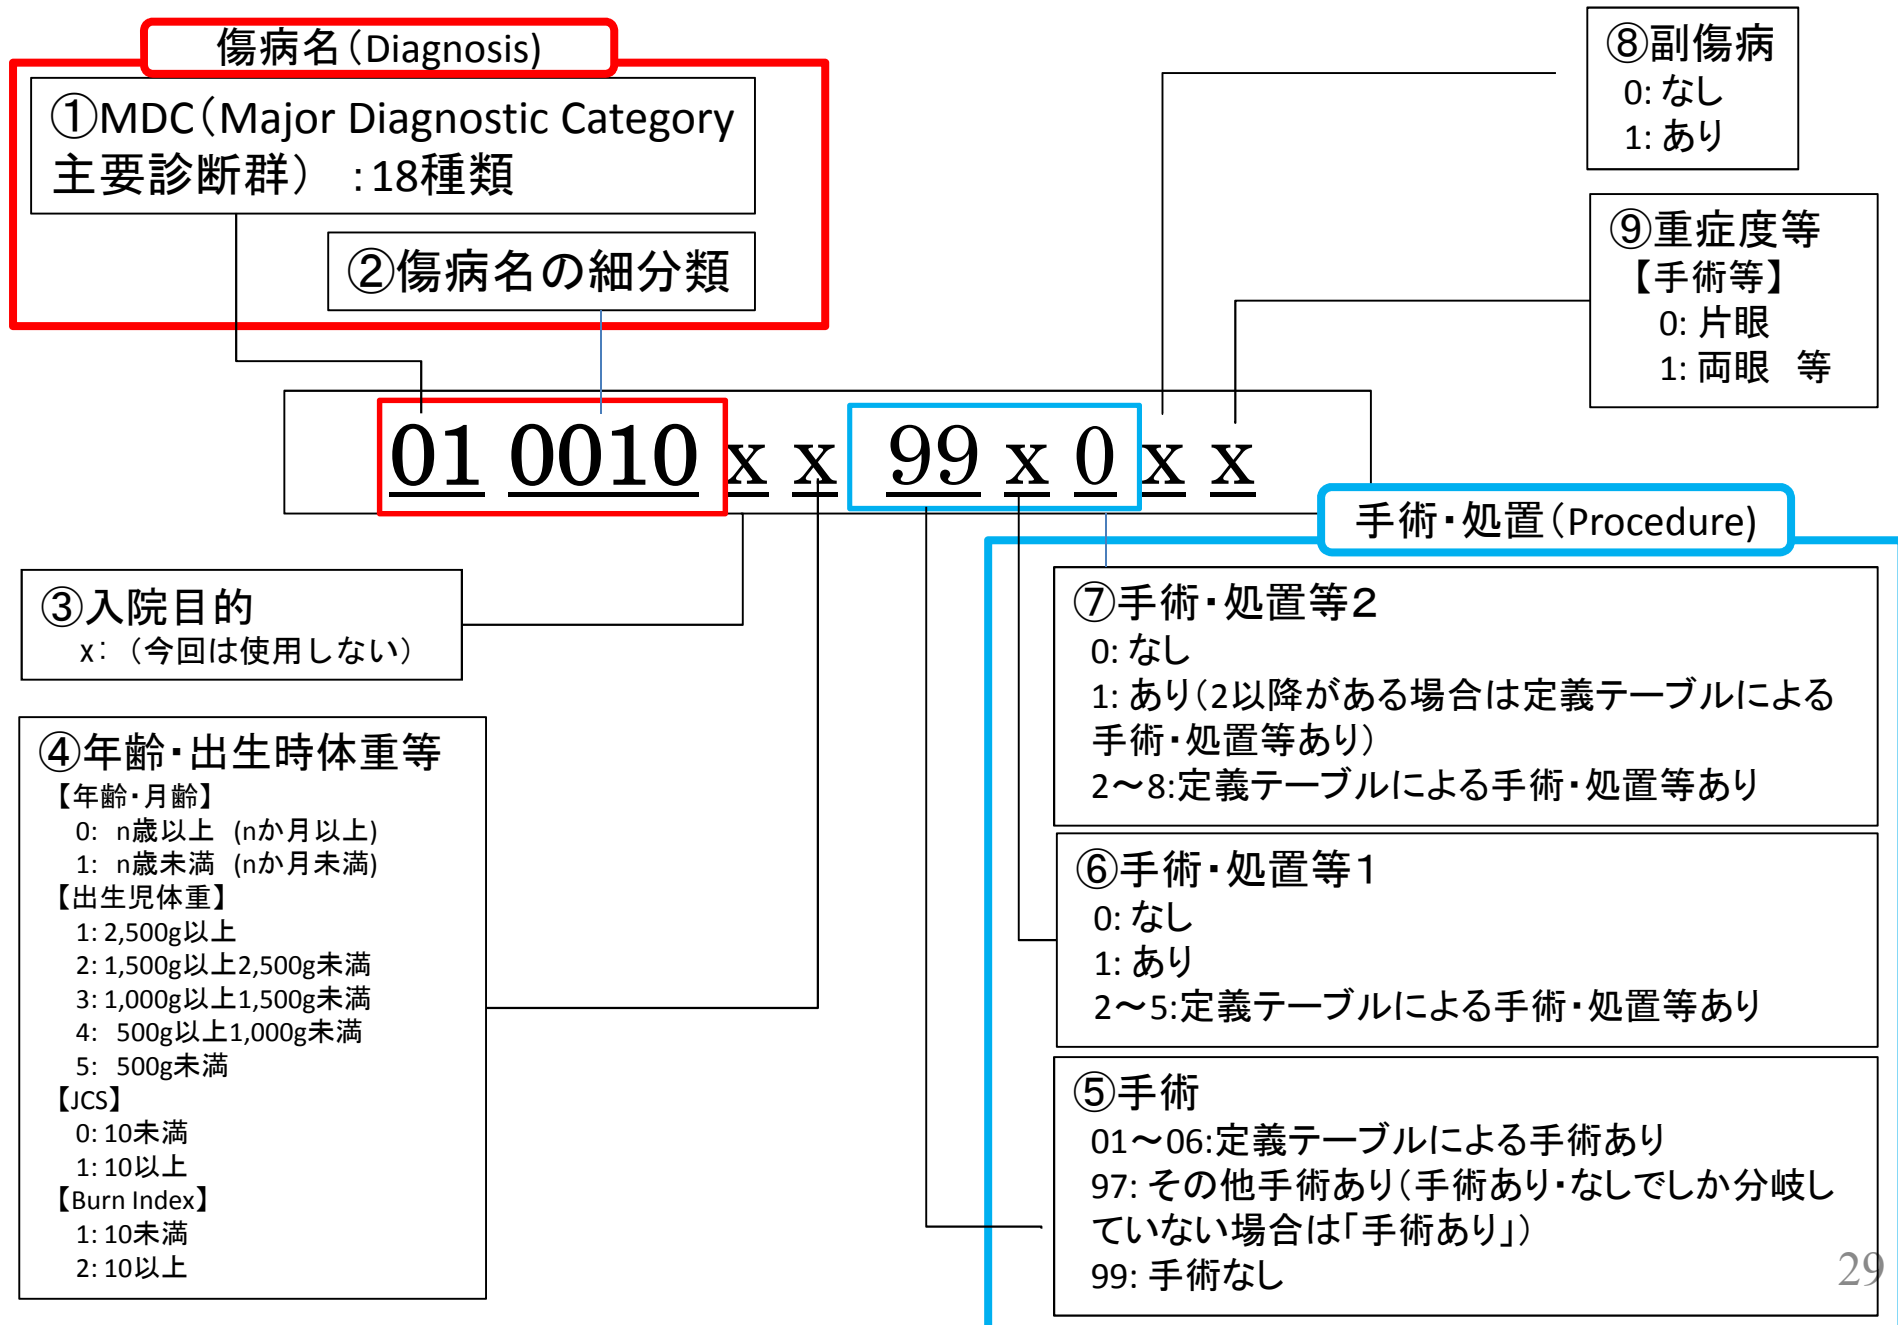 傷病名（Diagnosis）
①MDC（Major Diagnostic Category
主要診断群） ：18種類
②傷病名の細分類
⑧副傷病
0: なし
1: あり
⑨重症度等
【手術等】
0: 片眼
1: 両眼 等
01 0010 x x 99 x 0 x x
③入院目的
x：（今回は使用しない）
④年齢・出生時体重等
【年齢・月齢】
0: n歳以上 (nか月以上)
1: n歳未満 (nか月未満)
【出生児体重】
1: 2,500g以上
2: 1,500g以上2,500g未満
3: 1,000g以上1,500g未満
4: 500g以上1,000g未満
5: 500g未満
【JCS】
0: 10未満
1: 10以上
【Burn Index】
1: 10未満
2: 10以上
手術・処置（Procedure）
⑦手術・処置等２
0: なし
1: あり（2以降がある場合は定義テーブルによる
手術・処置等あり）
2～8:定義テーブルによる手術・処置等あり
⑥手術・処置等１
0: なし
1: あり
2～5:定義テーブルによる手術・処置等あり
⑤手術
01～06:定義テーブルによる手術あり
97: その他手術あり（手術あり・なしでしか分岐し
ていない場合は「手術あり」）
99: 手術なし
29